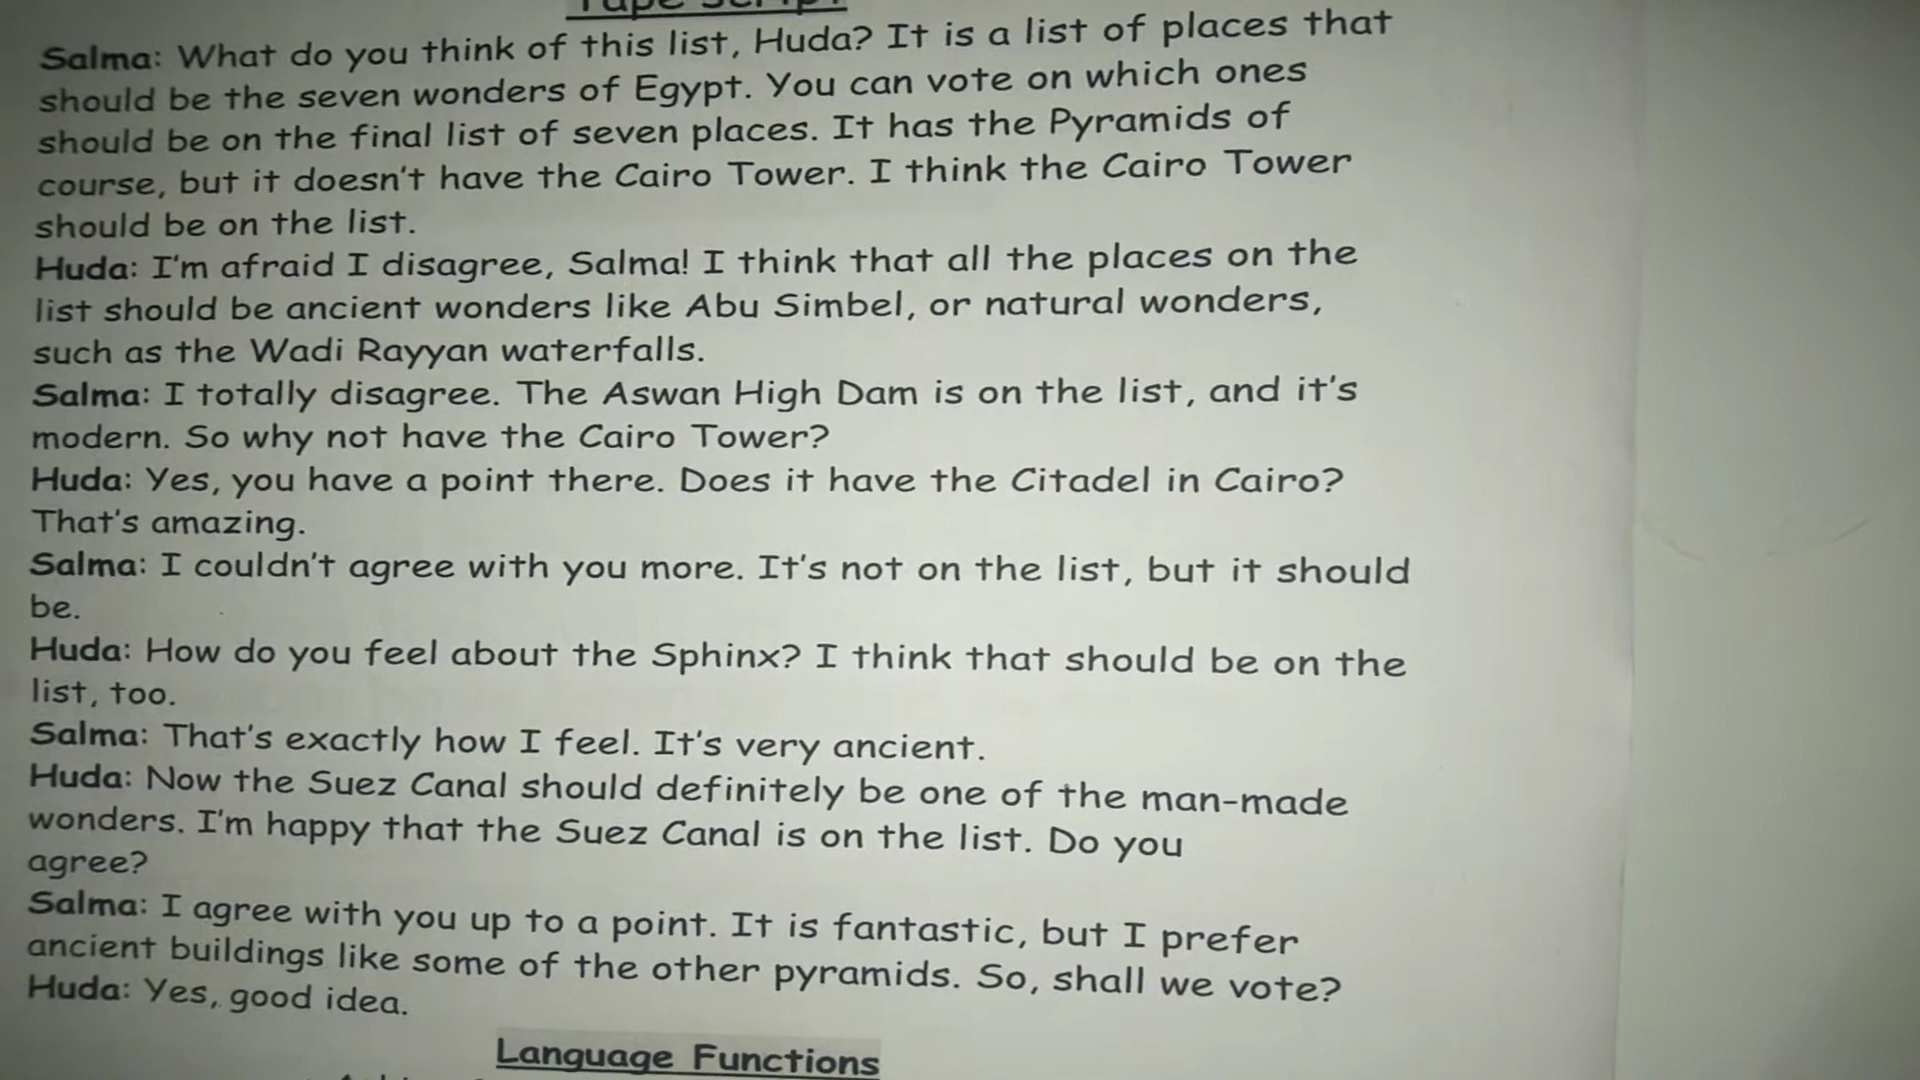 Tape Script
Salma: What do you think of this list, Huda? It is a list of places that
should be the seven wonders of Egypt. You can vote on which ones
should be on the final list of seven places. It has the Pyramids of
course, but it doesn't have the Cairo Tower. I think the Cairo Tower
should be on the list.
Huda: I'm afraid I disagree, Salma! I think that all the places on the
list should be ancient wonders like Abu Simbel, or natural wonders,
such as the Wadi Rayyan waterfalls.
Salma: I totally disagree. The Aswan High Dam is on the list, and it's
modern. So why not have the Cairo Tower?
Huda: Yes, you have a point there. Does it have the Citadel in Cairo?
That's amazing.
Salma: I couldn't agree with you more. It's not on the list, but it should
be.
Huda: How do you feel about the Sphinx? I think that should be on the
list, too.
Salma: That's exactly how I feel. It's very ancient.
Huda: Now the Suez Canal should definitely be one of the man-made
wonders. I'm happy that the Suez Canal is on the list. Do you
agree?
Salma: I agree with you up to a point. It is fantastic, but I prefer
ancient buildings like some of the other pyramids. So, shall we vote?
Huda: Yes, good idea.
Language Functions